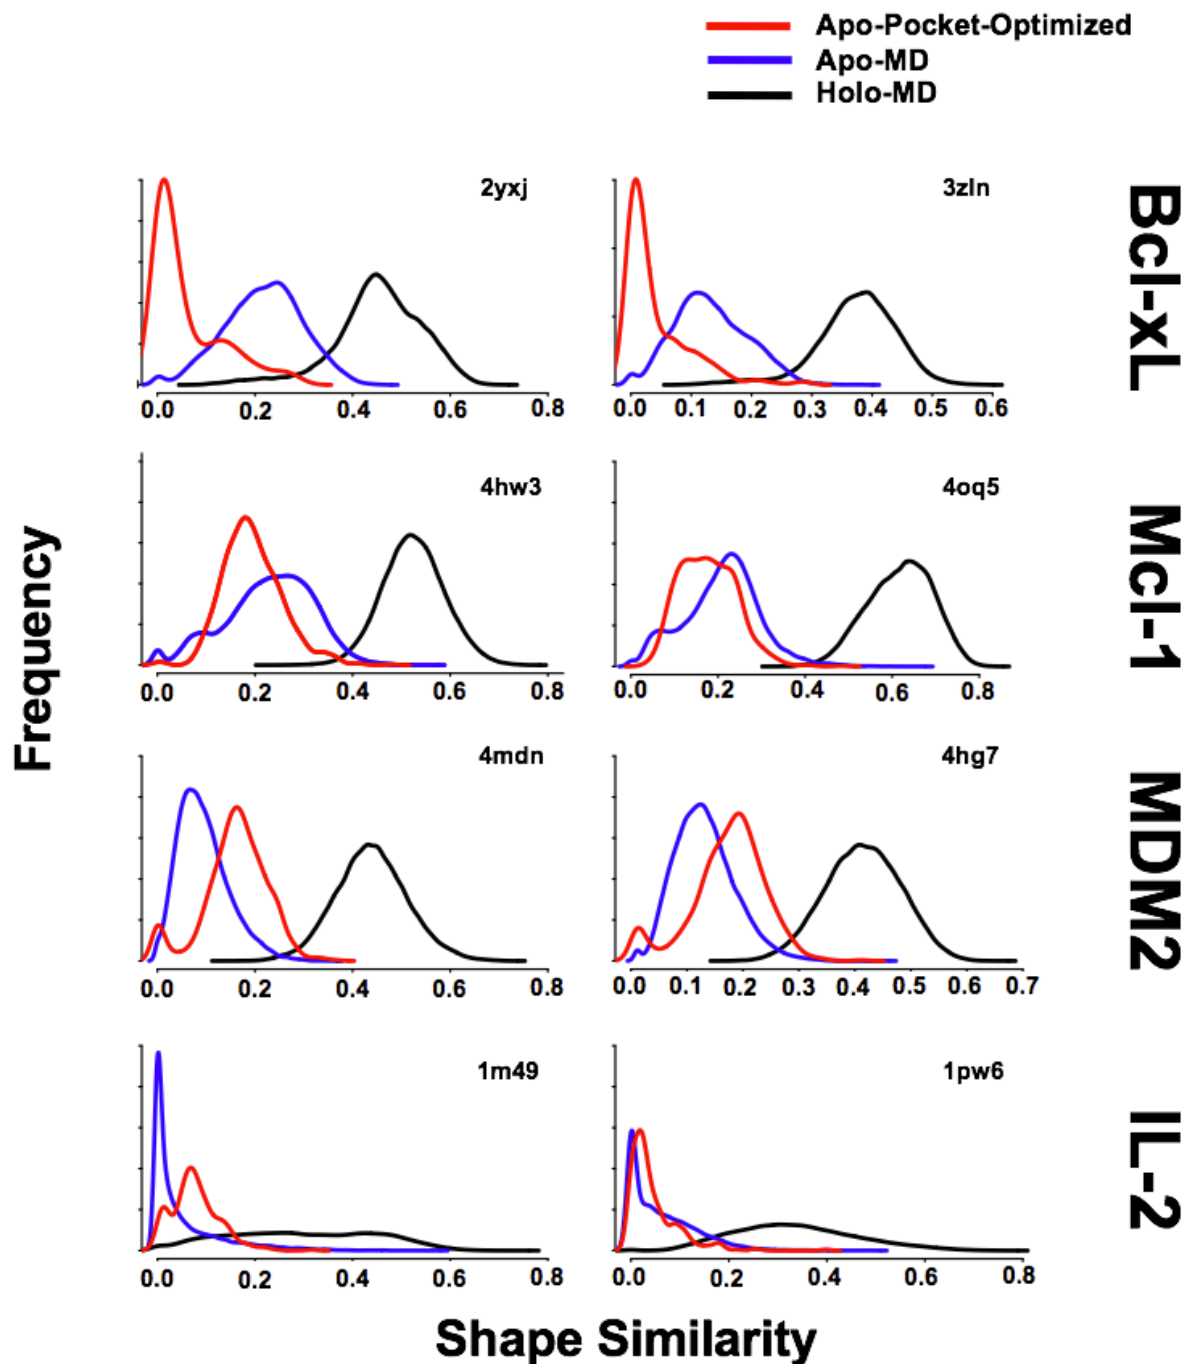 Apo-Pocket-Optimized
Apo-MD
Holo-MD
2yxj
3zln
Bcl-xL
0.0 0.2 0.4 0.6 0.8
0.0 0.1 0.2 0.3 0.4 0.5 0.6
4hw3
4oq5
Mcl-1
0.0 0.2 0.4 0.6 0.8
0.0 0.2 0.4 0.6 0.8
Frequency
4mdn
4hg7
MDM2
0.0 0.2 0.4 0.6 0.8
0.0 0.1 0.2 0.3 0.4 0.5 0.6 0.7
1m49
1pw6
IL-2
0.0 0.2 0.4 0.6 0.8
0.0 0.2 0.4 0.6 0.8
Shape Similarity